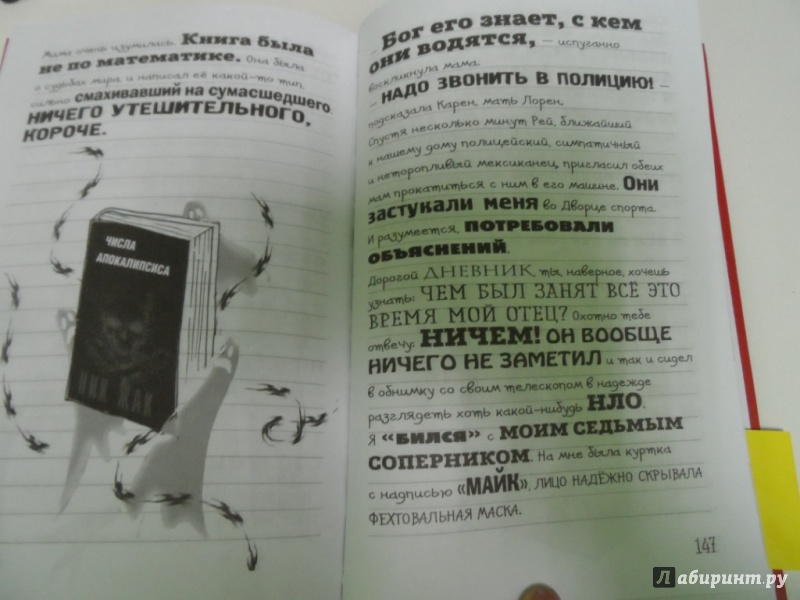 Мама очень изумилась. Книга была
не по математике. Она была
о судьбах мира, и написал её какой-то тип,
сильно смахивавший на сумасшедшего.
НИЧЕГО УТЕШИТЕЛЬНОГО,
КОРОЧЕ.
ЧИСЛА
АПОКАЛИПСИСА
НИК ЖАК
– Бог его знает, с кем
они водятся, – испуганно
воскликнула мама.
– НАДО ЗВОНИТЬ В ПОЛИЦИЮ! –
подсказала Карен, мать Лорен.
Спустя несколько минут Рей, ближайший
к нашему дому полицейский, симпатичный
и неторопливый мексиканец, пригласил обеих
мам прокатиться с ним в его машине. Они
застукали меня во Дворце спорта.
И разумеется, ПОТРЕБОВАЛИ
ОБЪЯСНЕНИЙ.
Дорогой ДНЕВНИК, ты, наверное, хочешь
узнать: ЧЕМ БЫЛ ЗАНЯТ ВСЁ ЭТО
ВРЕМЯ МОЙ ОТЕЦ? Охотно тебе
отвечу: НИЧЕМ! ОН ВООБЩЕ
НИЧЕГО НЕ ЗАМЕТИЛ и так и сидел
в обнимку со своим телескопом в надежде
разглядеть хоть какой-нибудь НЛО.
Я «БИЛСЯ» с МОИМ СЕДЬМЫМ
СОПЕРНИКОМ. На мне была куртка
с надписью «МАЙК», ЛИЦО НАДЁЖНО СКРЫВАЛА
ФЕХТОВАЛЬНАЯ МАСКА.
147
Лабиринт.ру